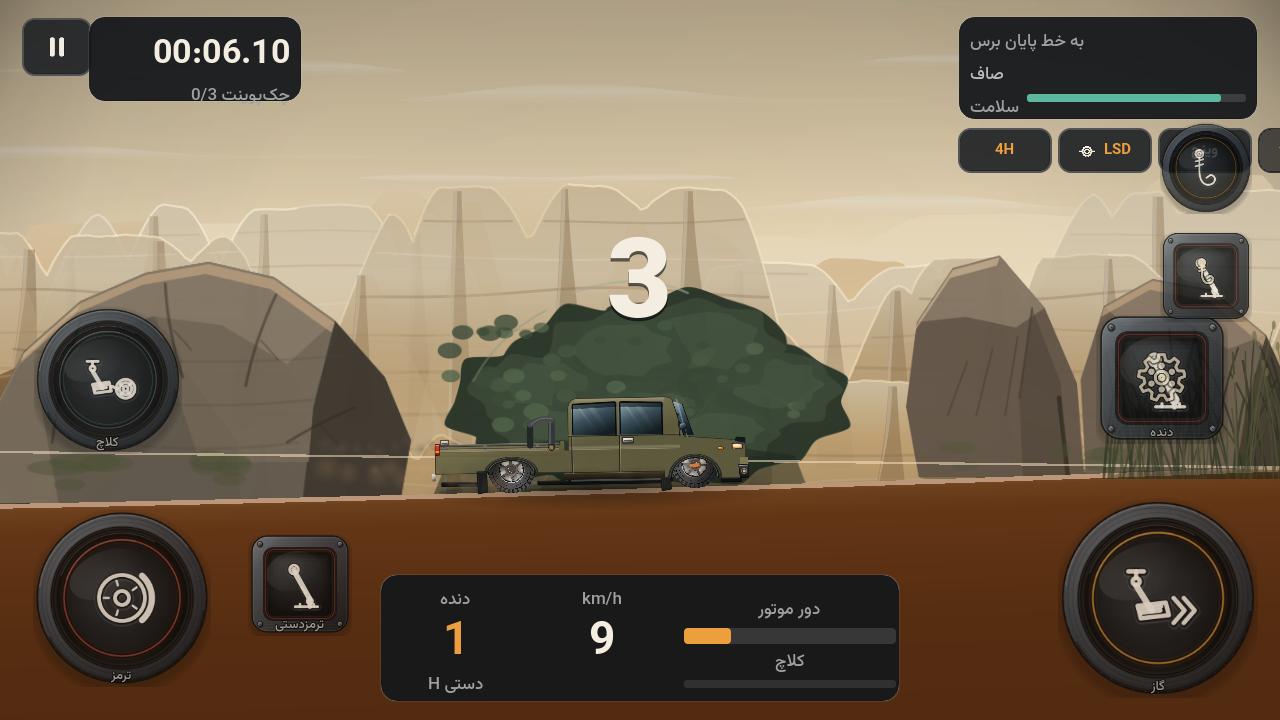 00:06.10
چک‌پوینت 0/3
به خط پایان برس
صاف
سلامت
4H
LSD
وینچ
3
کلاچ
دنده
ترمز
ترمزدستی
گاز
دنده
1
دستی H
km/h
9
دور موتور
کلاچ